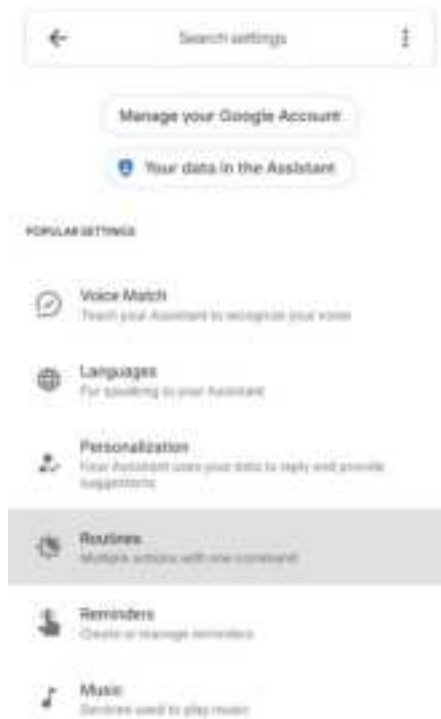 Search settings
Manage your Google Account
Your data in the Assistant
POPULAR SETTINGS
Voice Match
Teach your Assistant to recognize your voice
Languages
For speaking to your Assistant
Personalization
Your Assistant uses your data to reply and provide
suggestions
Routines
Multiple actions with one command
Reminders
Create or manage reminders
Music
Services used to play music